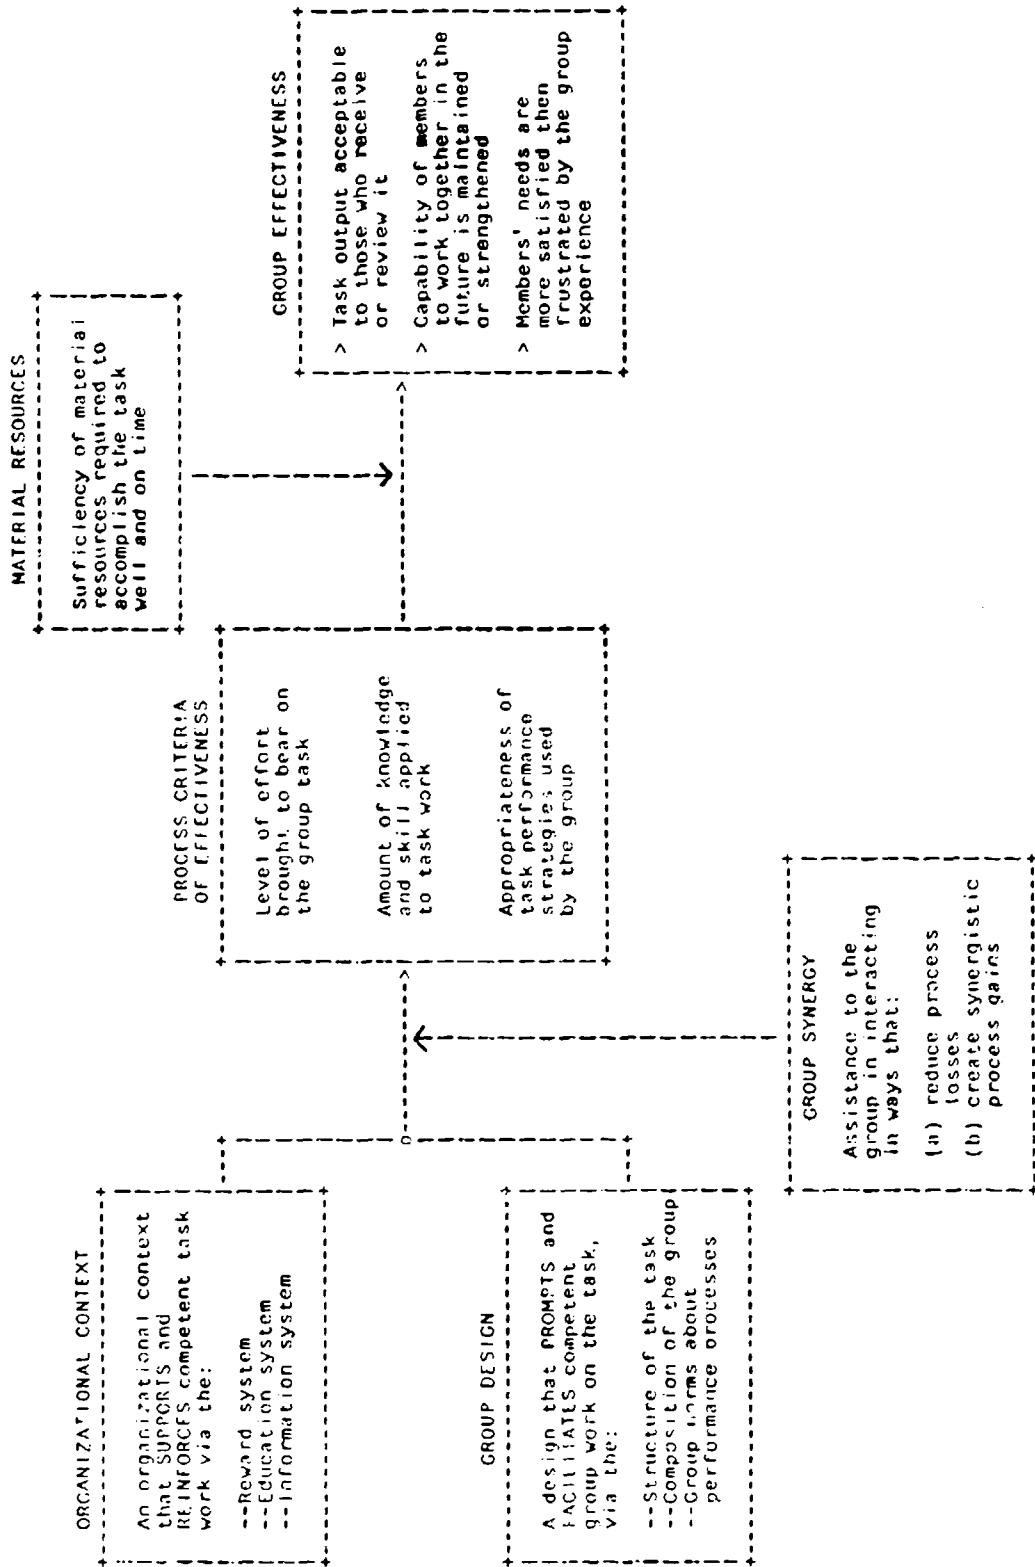 ORGANIZATIONAL CONTEXT
An organizational context
that SUPPORTS and
REINFORCES competent task
work via the:
--Reward system
--Education system
--Information system
GROUP DESIGN
A design that PROMPTS and
FACILITATES competent
group work on the task,
via the:
--Structure of the task
--Composition of the group
--Group norms about
performance processes
GROUP SYNERGY
Assistance to the
group in interacting
in ways that:
(a) reduce process
losses
(b) create synergistic
process gains
PROCESS CRITERIA
OF EFFECTIVENESS
Level of effort
brought to bear on
the group task
Amount of knowledge
and skill applied
to task work
Appropriateness of
task performance
strategies used
by the group
MATERIAL RESOURCES
Sufficiency of material
resources required to
accomplish the task
well and on time
GROUP EFFECTIVENESS
> Task output acceptable
to those who receive
or review it
> Capability of members
to work together in the
future is maintained
or strengthened
> Members' needs are
more satisfied then
frustrated by the group
experience